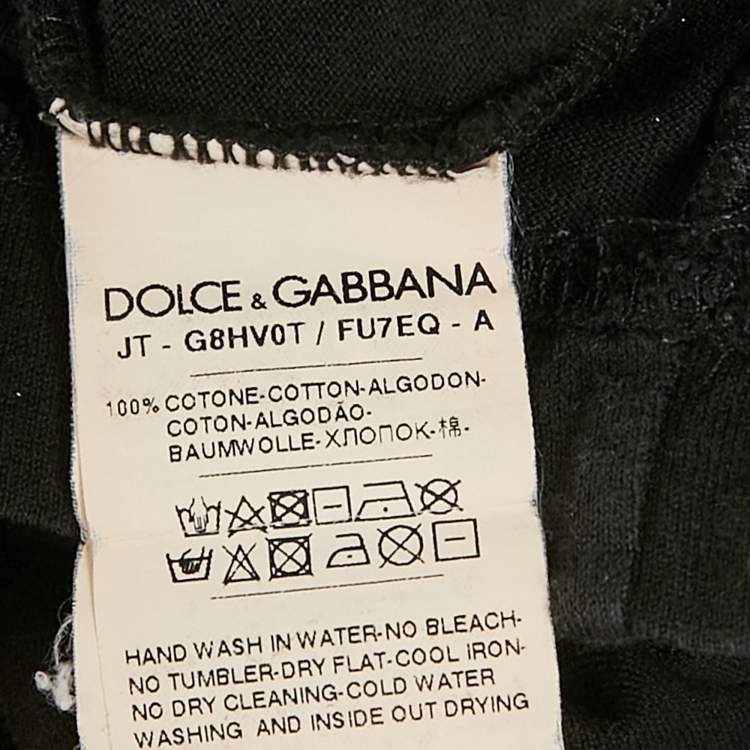 DOLCE & GABBANA
JT - G8HV0T / FU7EQ - A
100% COTONE-COTTON-ALGODON-
COTON-ALGODÃO-
BAUMWOLLE-ХЛОПОК-棉-
HAND WASH IN WATER-NO BLEACH-
NO TUMBLER-DRY FLAT-COOL IRON-
NO DRY CLEANING-COLD WATER
WASHING AND INSIDE OUT DRYING